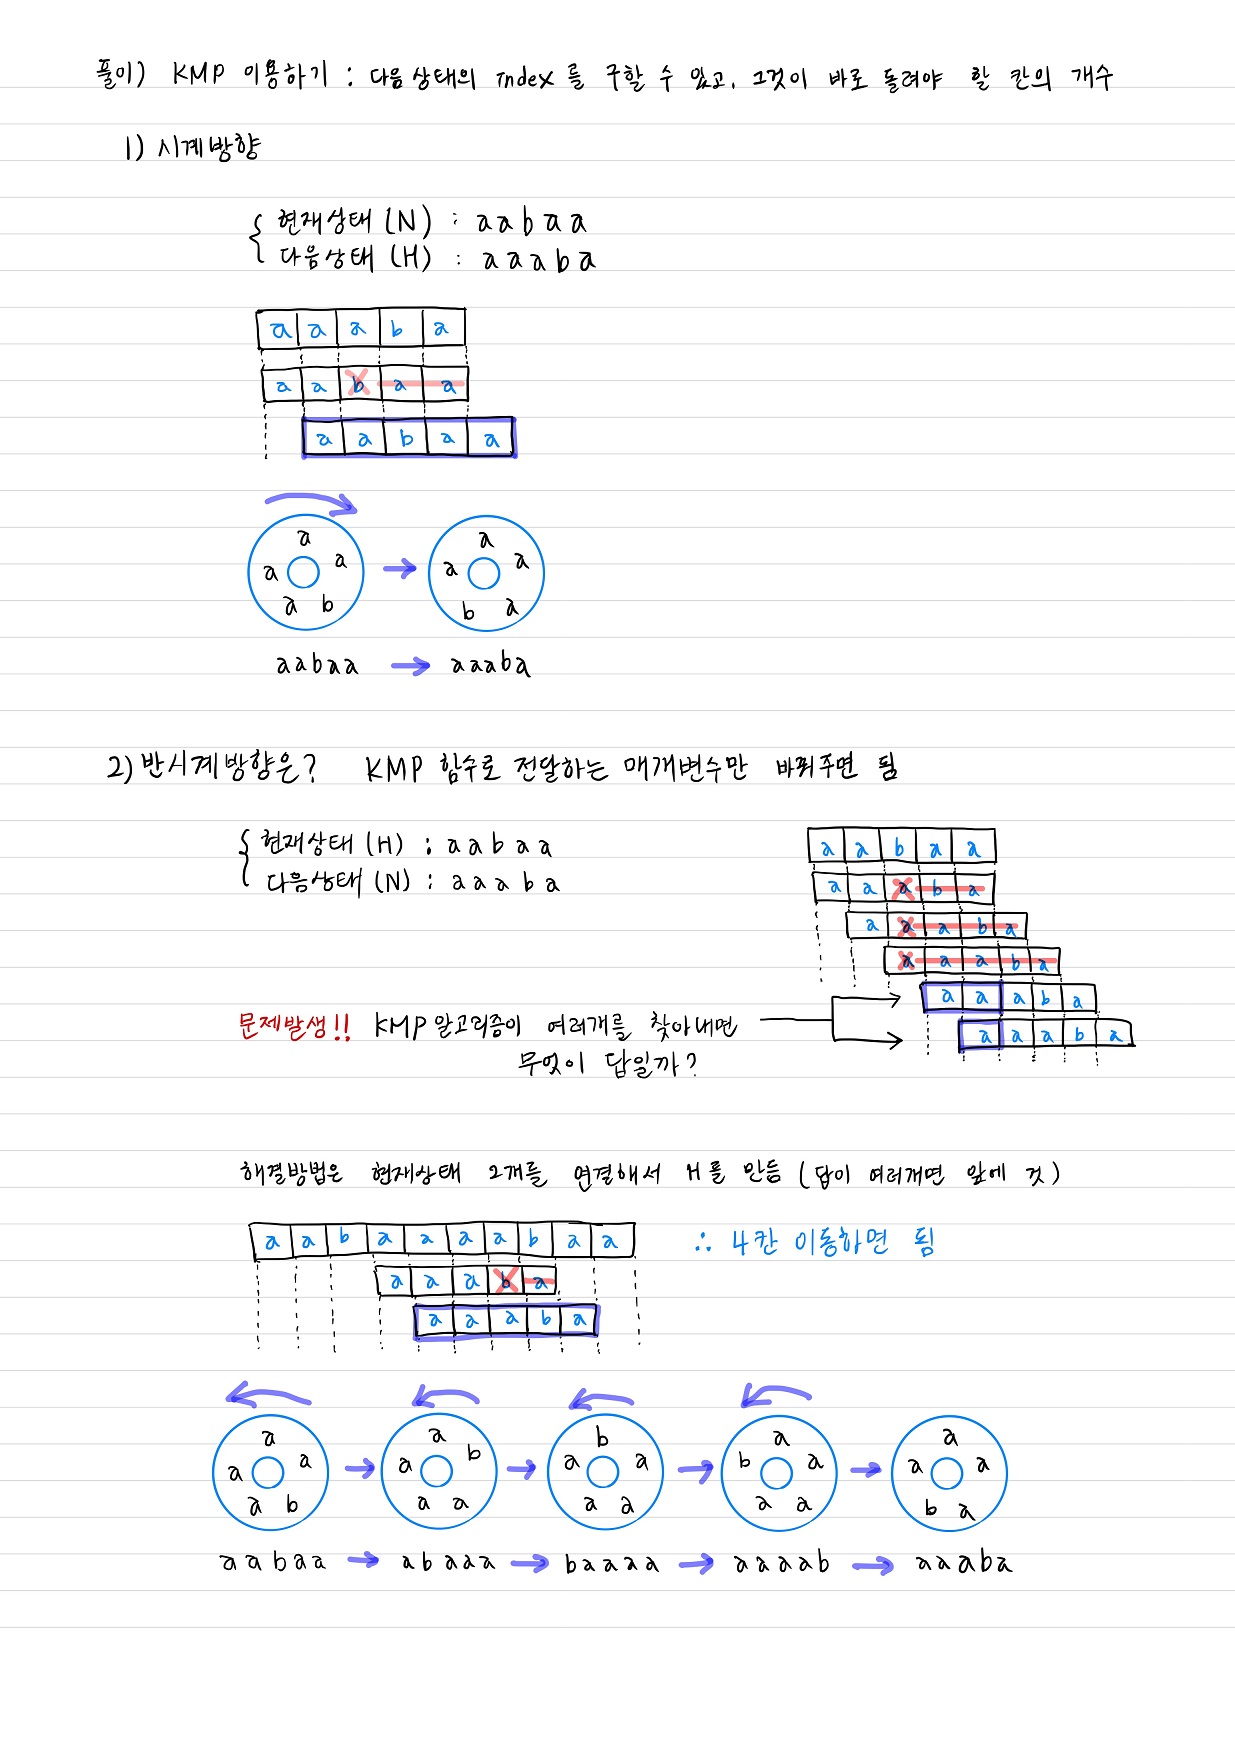 풀이) KMP 이용하기 : 다음상태의 index를 구할 수 있고, 그것이 바로 돌려야 할 칸의 개수
1) 시계방향
현재상태 (N) : a a b a a
다음상태 (H) : a a a b a
a a a b a
a a b a a
a a b a a
a a b a a
a a a b a
aabaa → aaaba
2) 반시계방향은? KMP 함수로 전달하는 매개변수만 바꿔주면 됨
현재상태 (H) : a a b a a
다음상태 (N) : a a a b a
a a b a a
a a a b a
a a a b a
a a a b a
a a a b a
a a a b a
문제발생!! KMP 알고리즘이 여러개를 찾아내면
무엇이 답일까?
해결방법은 현재상태 2개를 연결해서 H를 만듬 (답이 여러개면 앞에 것)
a a b a a a a b a a
∴ 4칸 이동하면 됨
a a a b a
a a a b a
a a b a a
a b a a a
b a a a a
a a a a b
a a a b a
aabaa → abaaa → baaaa → aaaab → aaaba